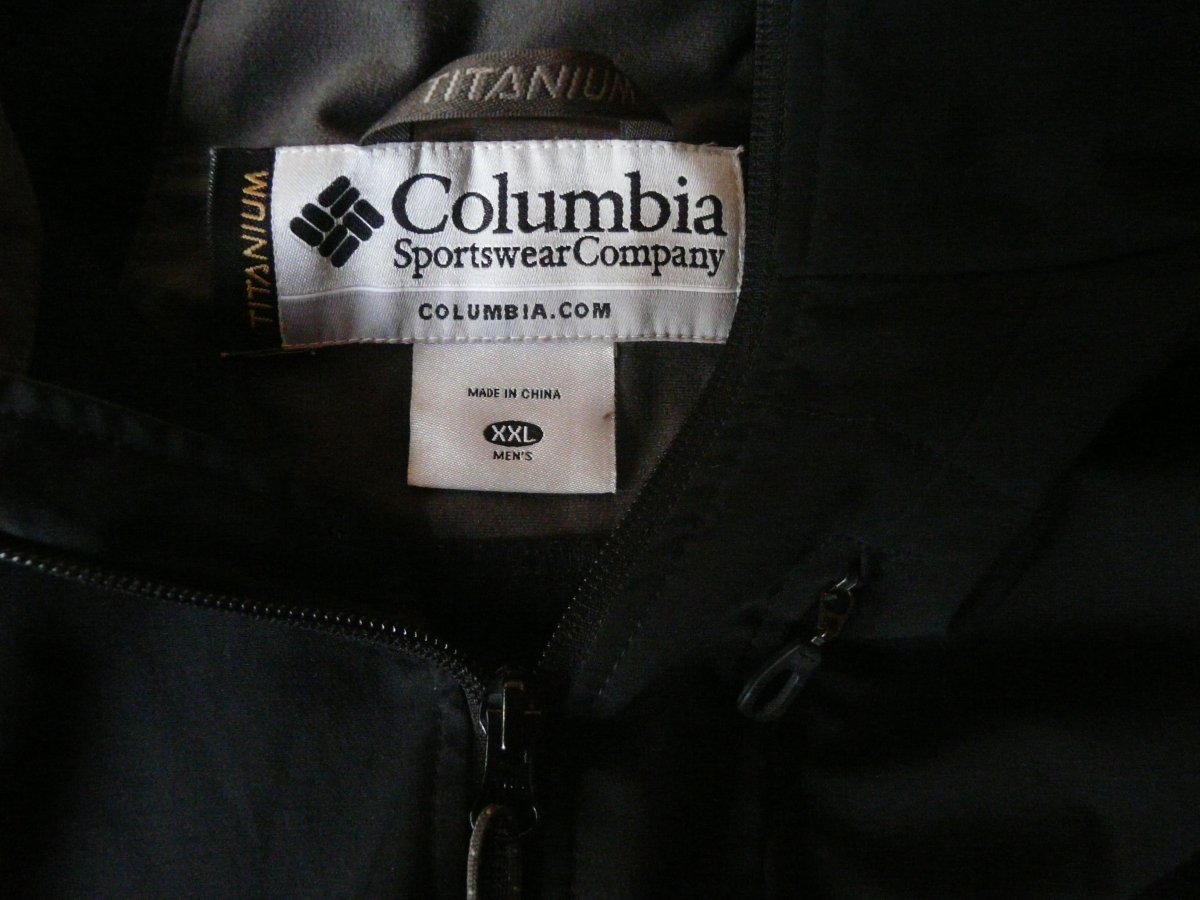 TITANIUM
TITANIUM
Columbia
Sportswear Company
COLUMBIA.COM
MADE IN CHINA
XXL
MEN'S